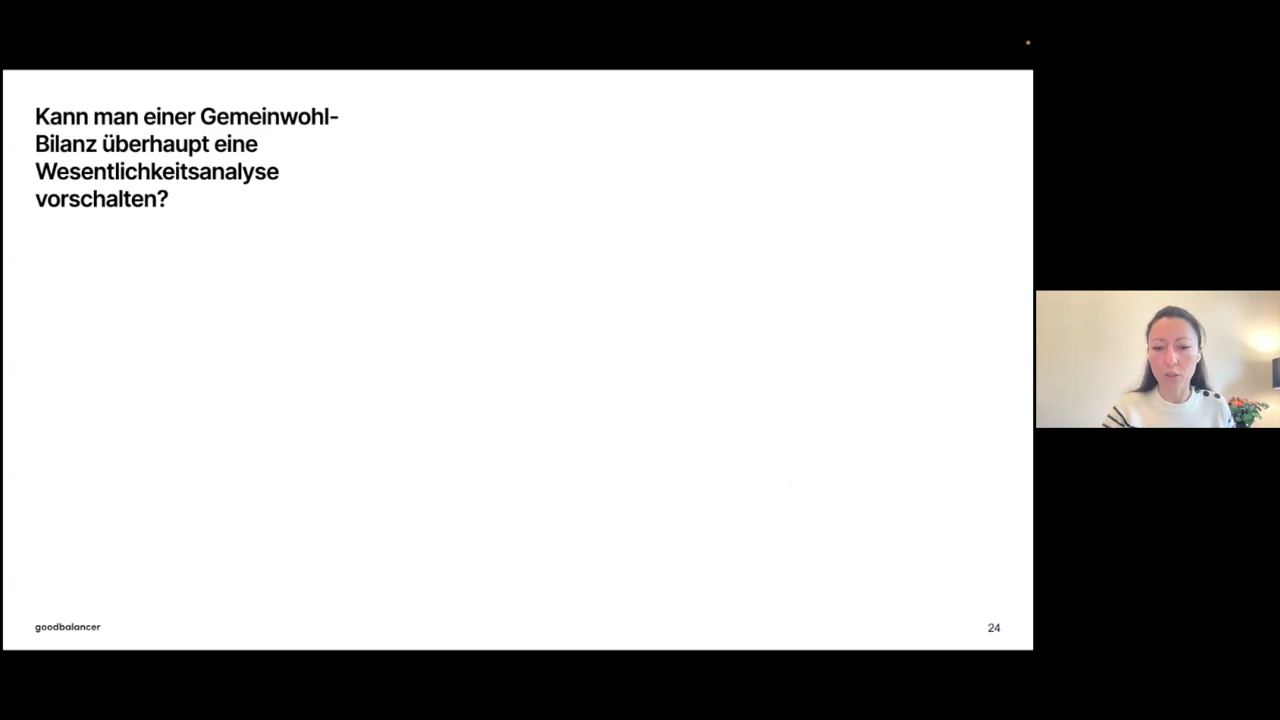 Kann man einer Gemeinwohl-
Bilanz überhaupt eine
Wesentlichkeitsanalyse
vorschalten?
goodbalancer
24